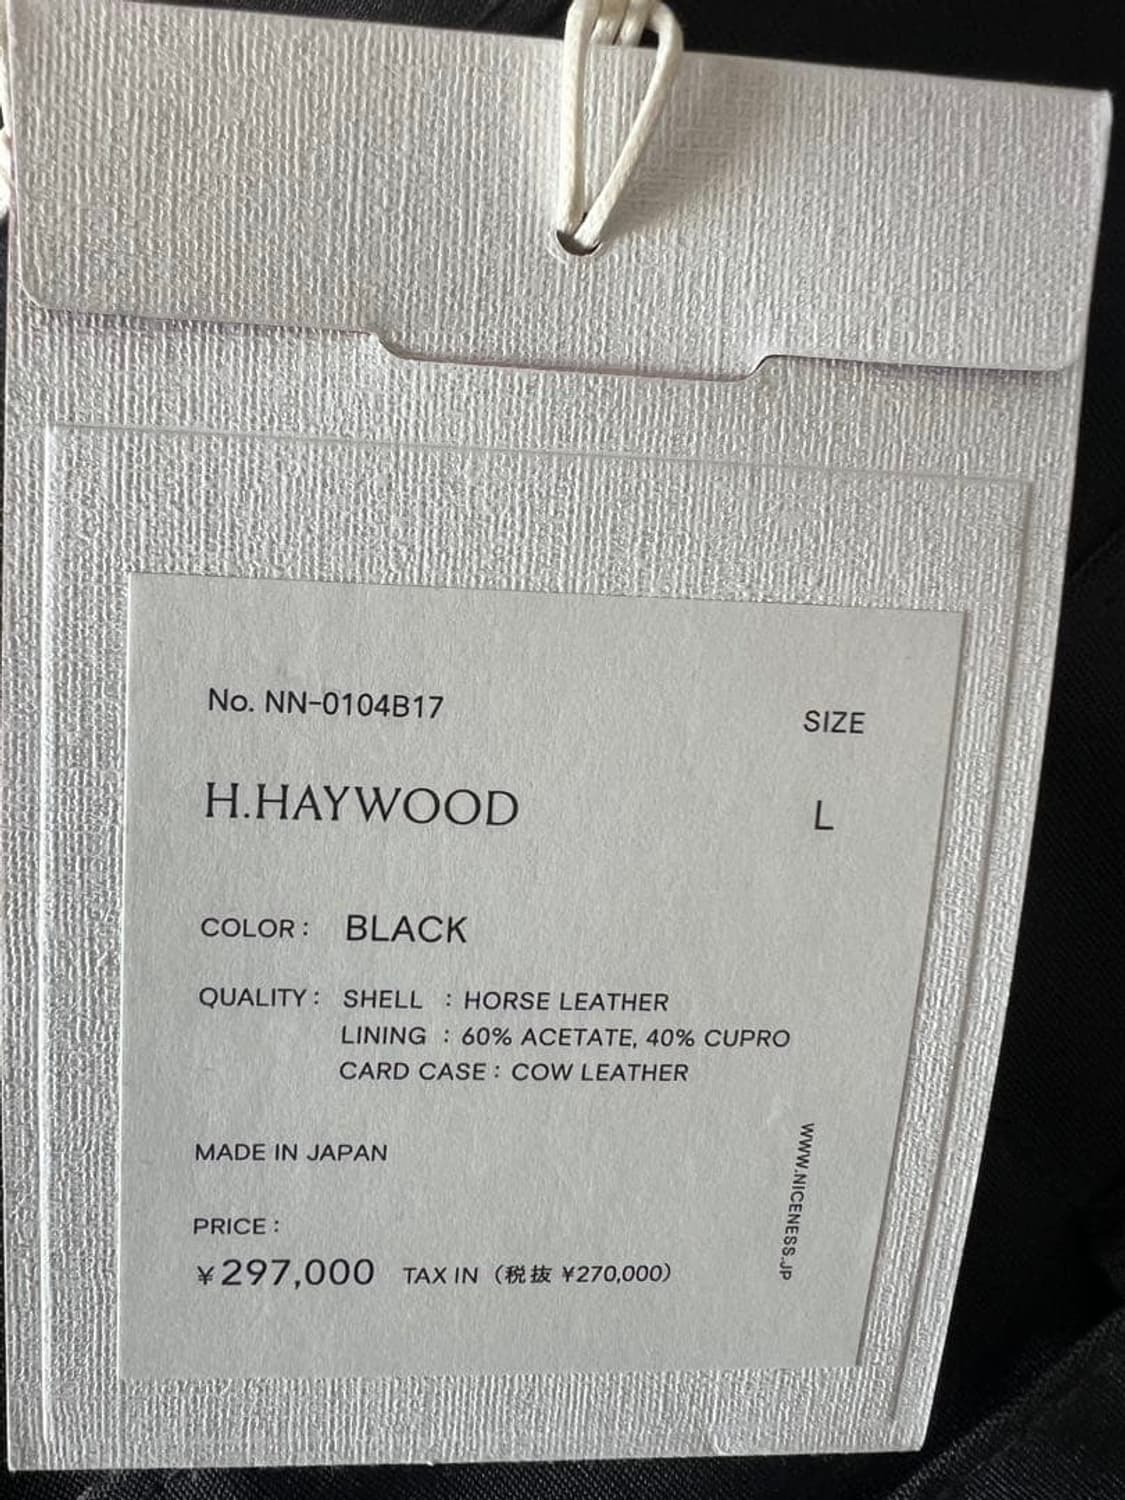 No. NN-0104B17
SIZE
H.HAYWOOD
L
COLOR: BLACK
QUALITY: SHELL : HORSE LEATHER
LINING : 60% ACETATE, 40% CUPRO
CARD CASE: COW LEATHER
MADE IN JAPAN
WWW.NICENESS.JP
PRICE:
¥297,000 TAX IN (税抜 ¥270,000)